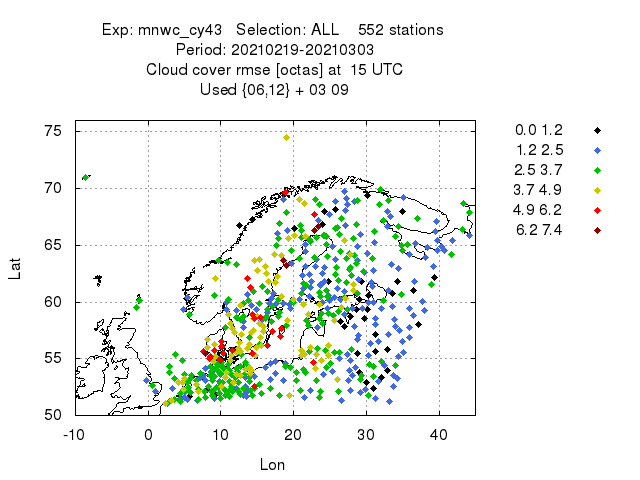 Exp: mnwc_cy43 Selection: ALL 552 stations
Period: 20210219-20210303
Cloud cover rmse [octas] at 15 UTC
Used {06,12} + 03 09
0.0 1.2
1.2 2.5
2.5 3.7
3.7 4.9
4.9 6.2
6.2 7.4
75
70
65
60
55
50
Lat
-10 0 10 20 30 40
Lon